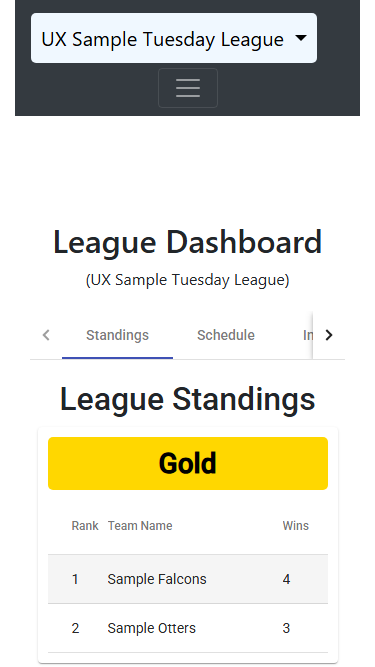 UX Sample Tuesday League
League Dashboard
(UX Sample Tuesday League)
Standings Schedule In
League Standings
Gold
Rank Team Name Wins
1 Sample Falcons 4
2 Sample Otters 3